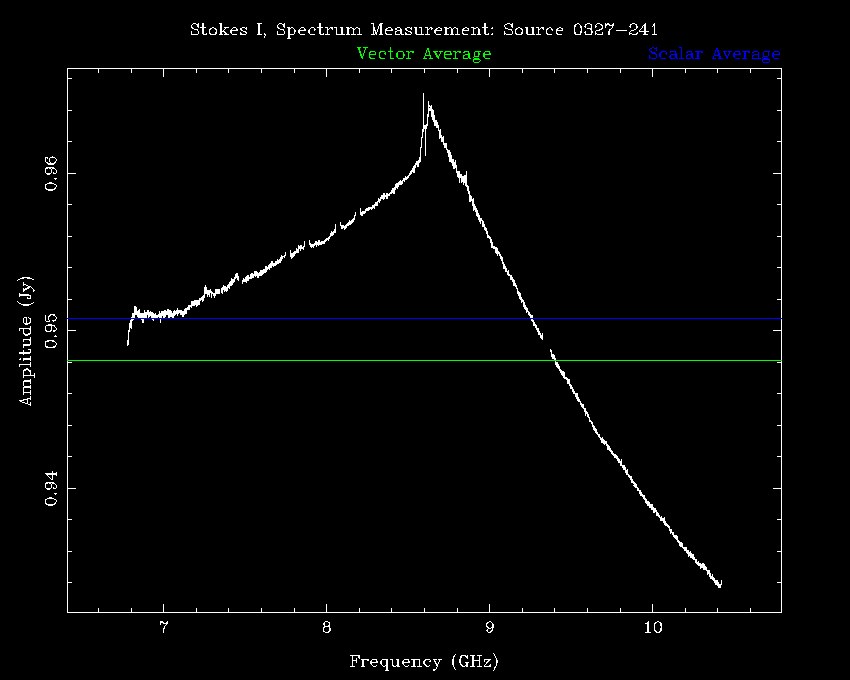 Stokes I, Spectrum Measurement: Source 0327−241
Vector Average
Scalar Average
0.96
0.95
0.94
Amplitude (Jy)
7 8 9 10
Frequency (GHz)